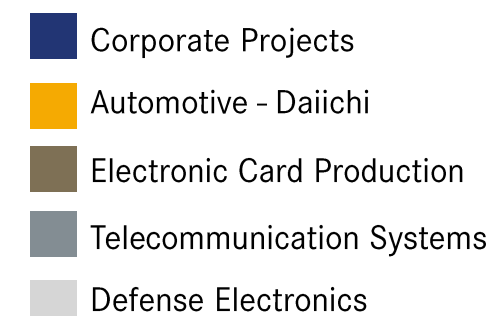 Corporate Projects
Automotive - Daiichi
Electronic Card Production
Telecommunication Systems
Defense Electronics